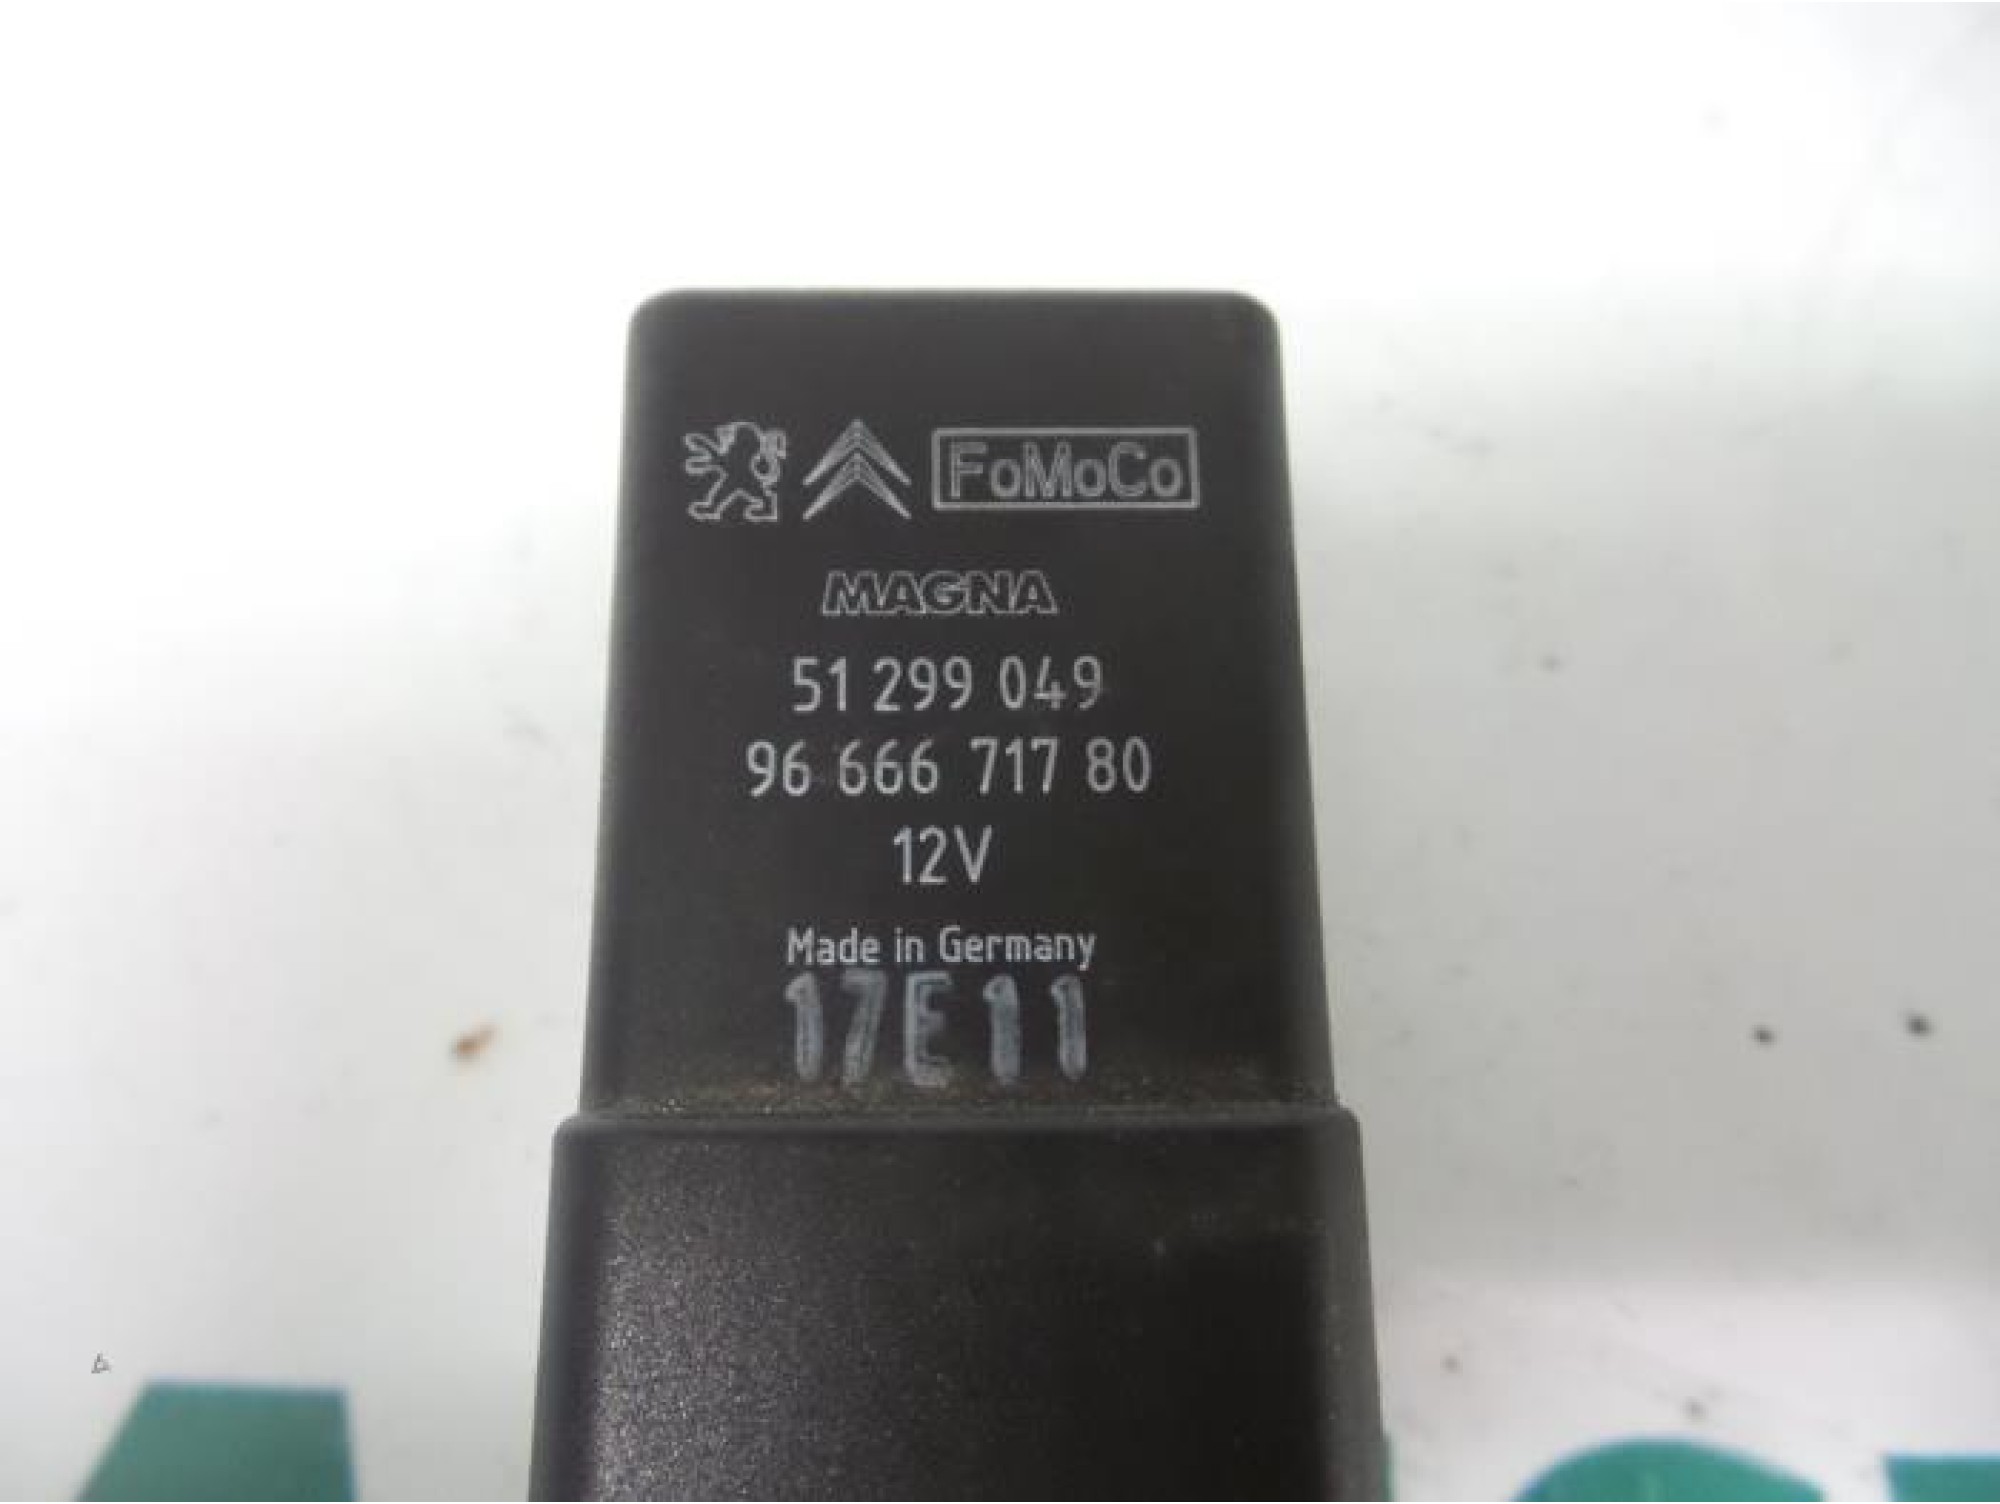 FoMoCo
MAGNA
51 299 049
96 666 717 80
12V
Made in Germany
17E11